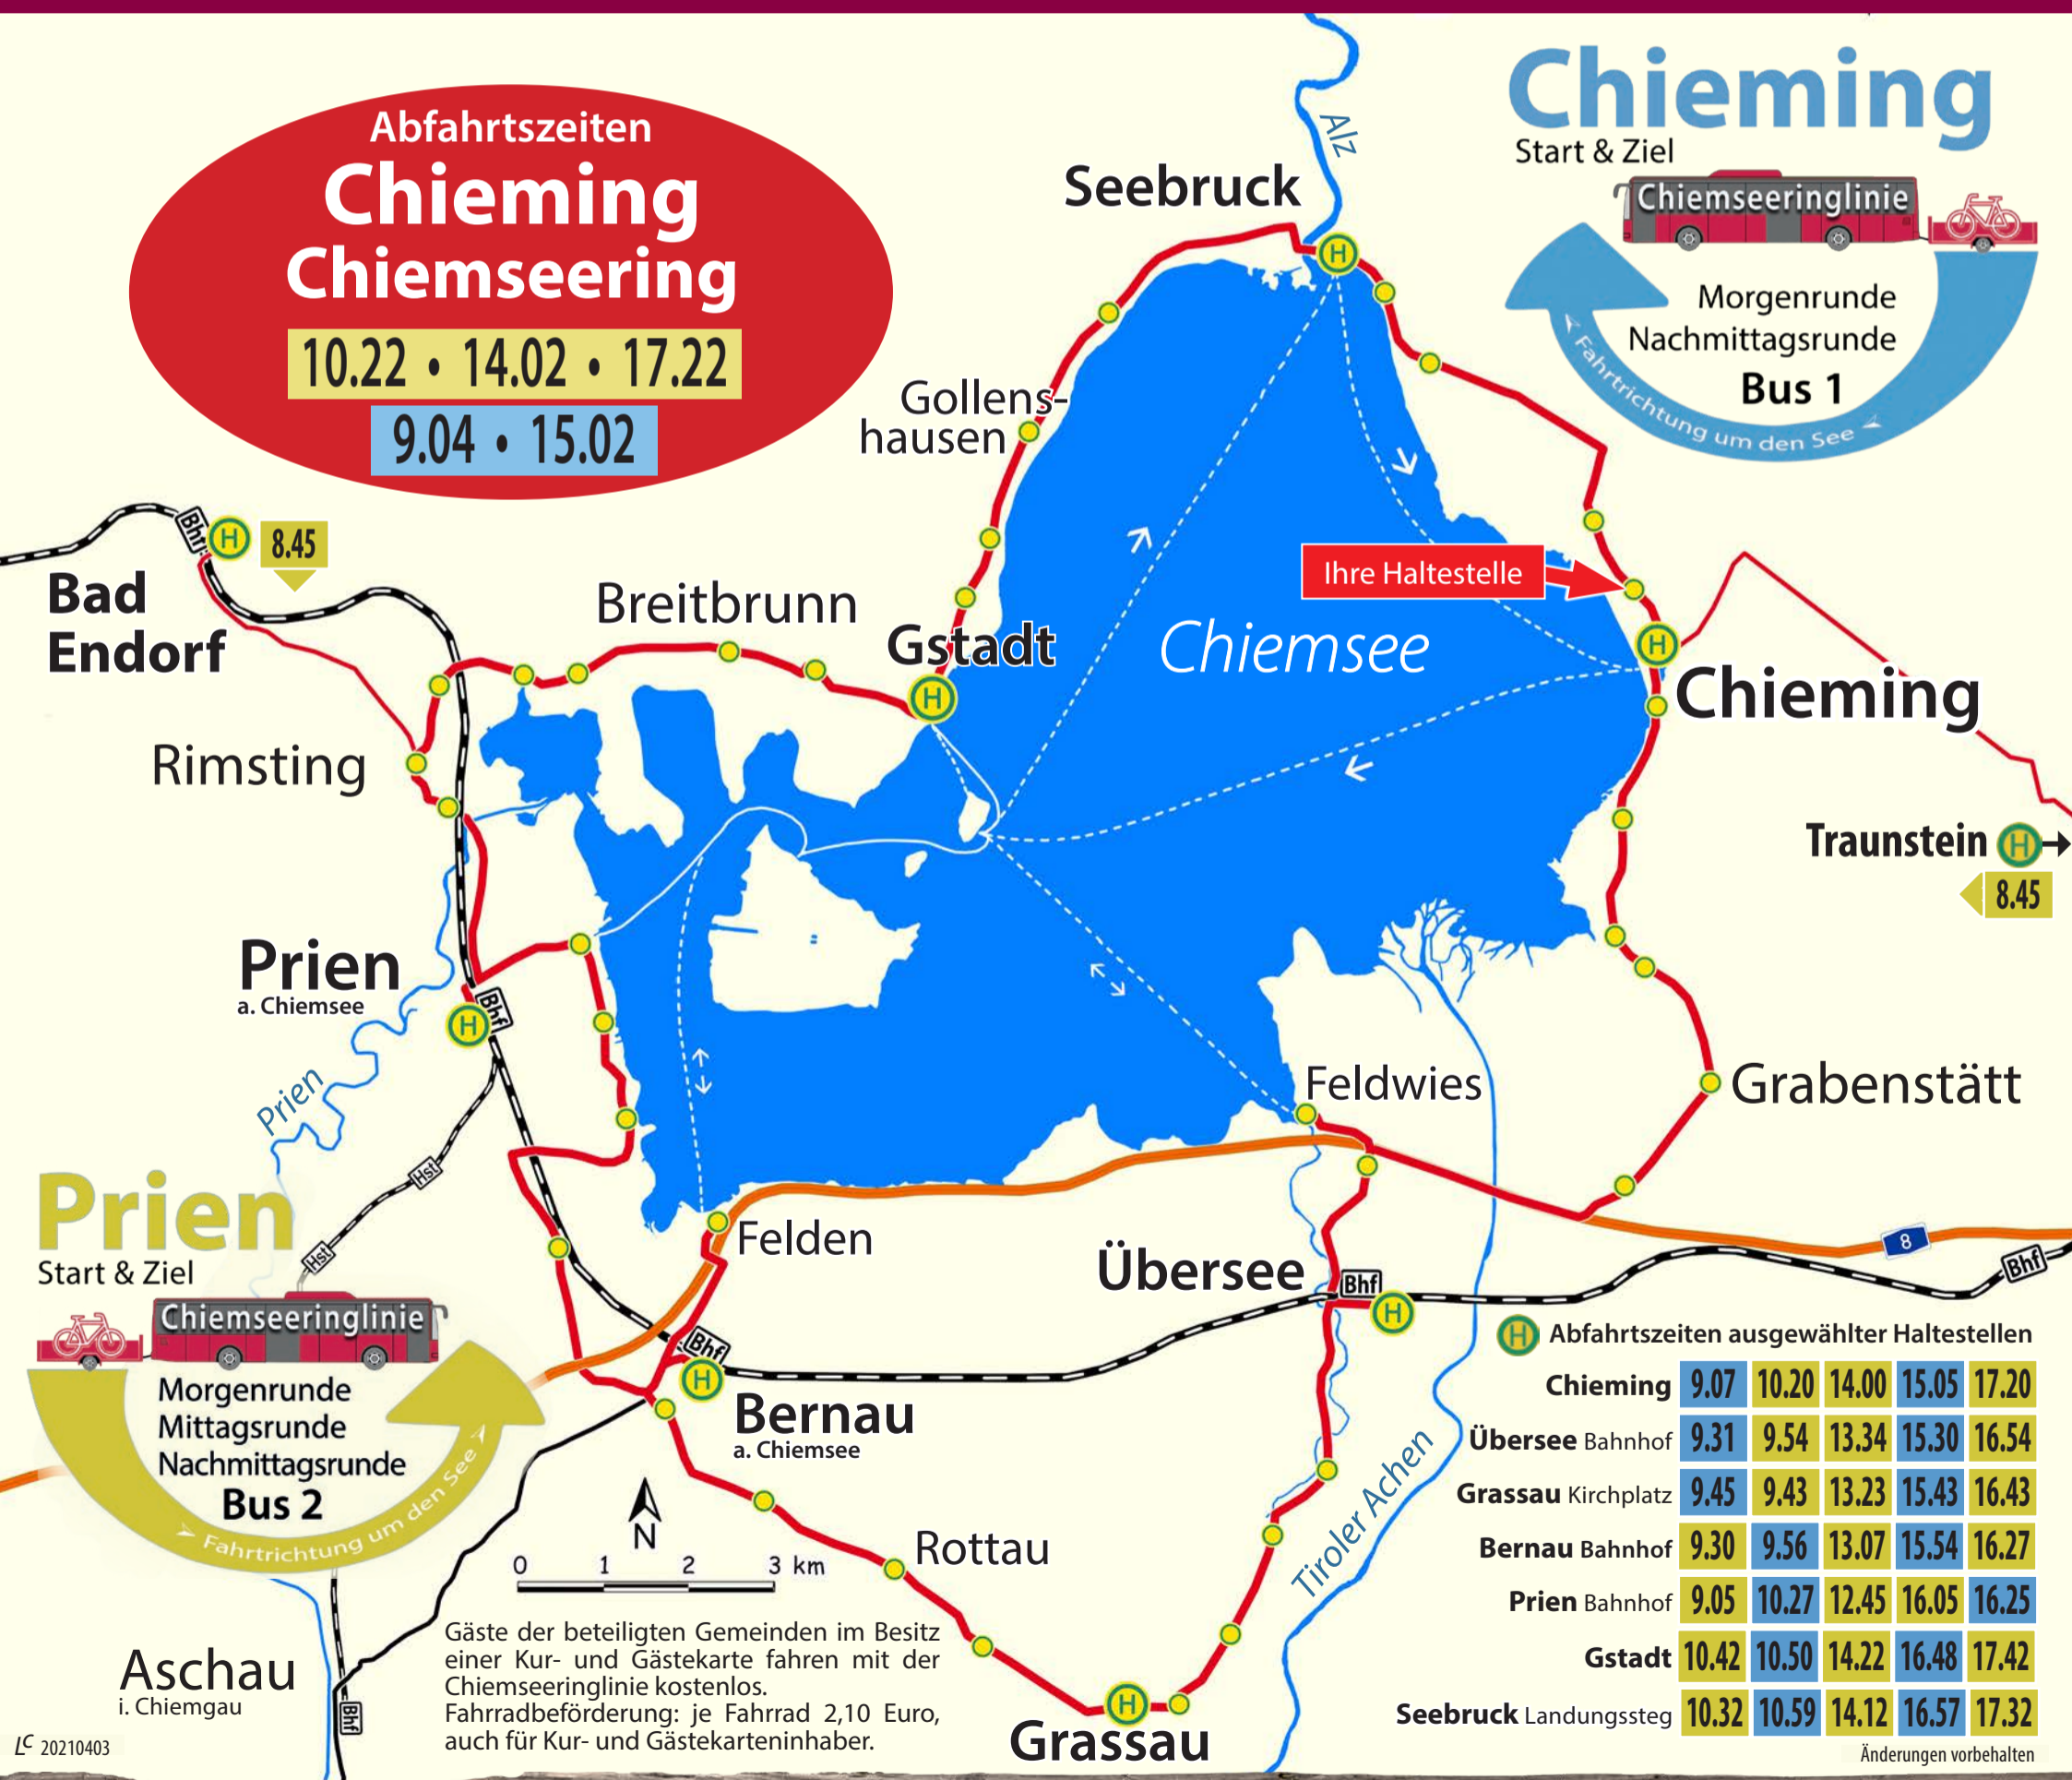 Abfahrtszeiten
Chieming
Chiemseering
10.22 • 14.02 • 17.22
9.04 • 15.02
Chieming
Start & Ziel
Chiemseeringlinie
Morgenrunde
Nachmittagsrunde
Bus 1
Fahrtrichtung um den See
Alz
Seebruck
H
Gollens-
hausen
Bhf
H
8.45
Bad
Endorf
Breitbrunn
Gstadt
H
Ihre Haltestelle
Chiemsee
H
Chieming
Rimsting
Traunstein H
8.45
Prien
a. Chiemsee
Bhf
H
Prien
Feldwies
Grabenstätt
Hst
Hst
Prien
Start & Ziel
Chiemseeringlinie
Morgenrunde
Mittagsrunde
Nachmittagsrunde
Bus 2
Fahrtrichtung um den See
Felden
Übersee
Bhf
H
8
Bhf
Bhf
H
Bernau
a. Chiemsee
Tiroler Achen
N
0 1 2 3 km
Rottau
Aschau
i. Chiemgau
Bhf
Gäste der beteiligten Gemeinden im Besitz
einer Kur- und Gästekarte fahren mit der
Chiemseeringlinie kostenlos.
Fahrradbeförderung: je Fahrrad 2,10 Euro,
auch für Kur- und Gästekarteninhaber.
H
Grassau
H Abfahrtszeiten ausgewählter Haltestellen
Chieming 9.07 10.20 14.00 15.05 17.20
Übersee Bahnhof 9.31 9.54 13.34 15.30 16.54
Grassau Kirchplatz 9.45 9.43 13.23 15.43 16.43
Bernau Bahnhof 9.30 9.56 13.07 15.54 16.27
Prien Bahnhof 9.05 10.27 12.45 16.05 16.25
Gstadt 10.42 10.50 14.22 16.48 17.42
Seebruck Landungssteg 10.32 10.59 14.12 16.57 17.32
Änderungen vorbehalten
LC 20210403